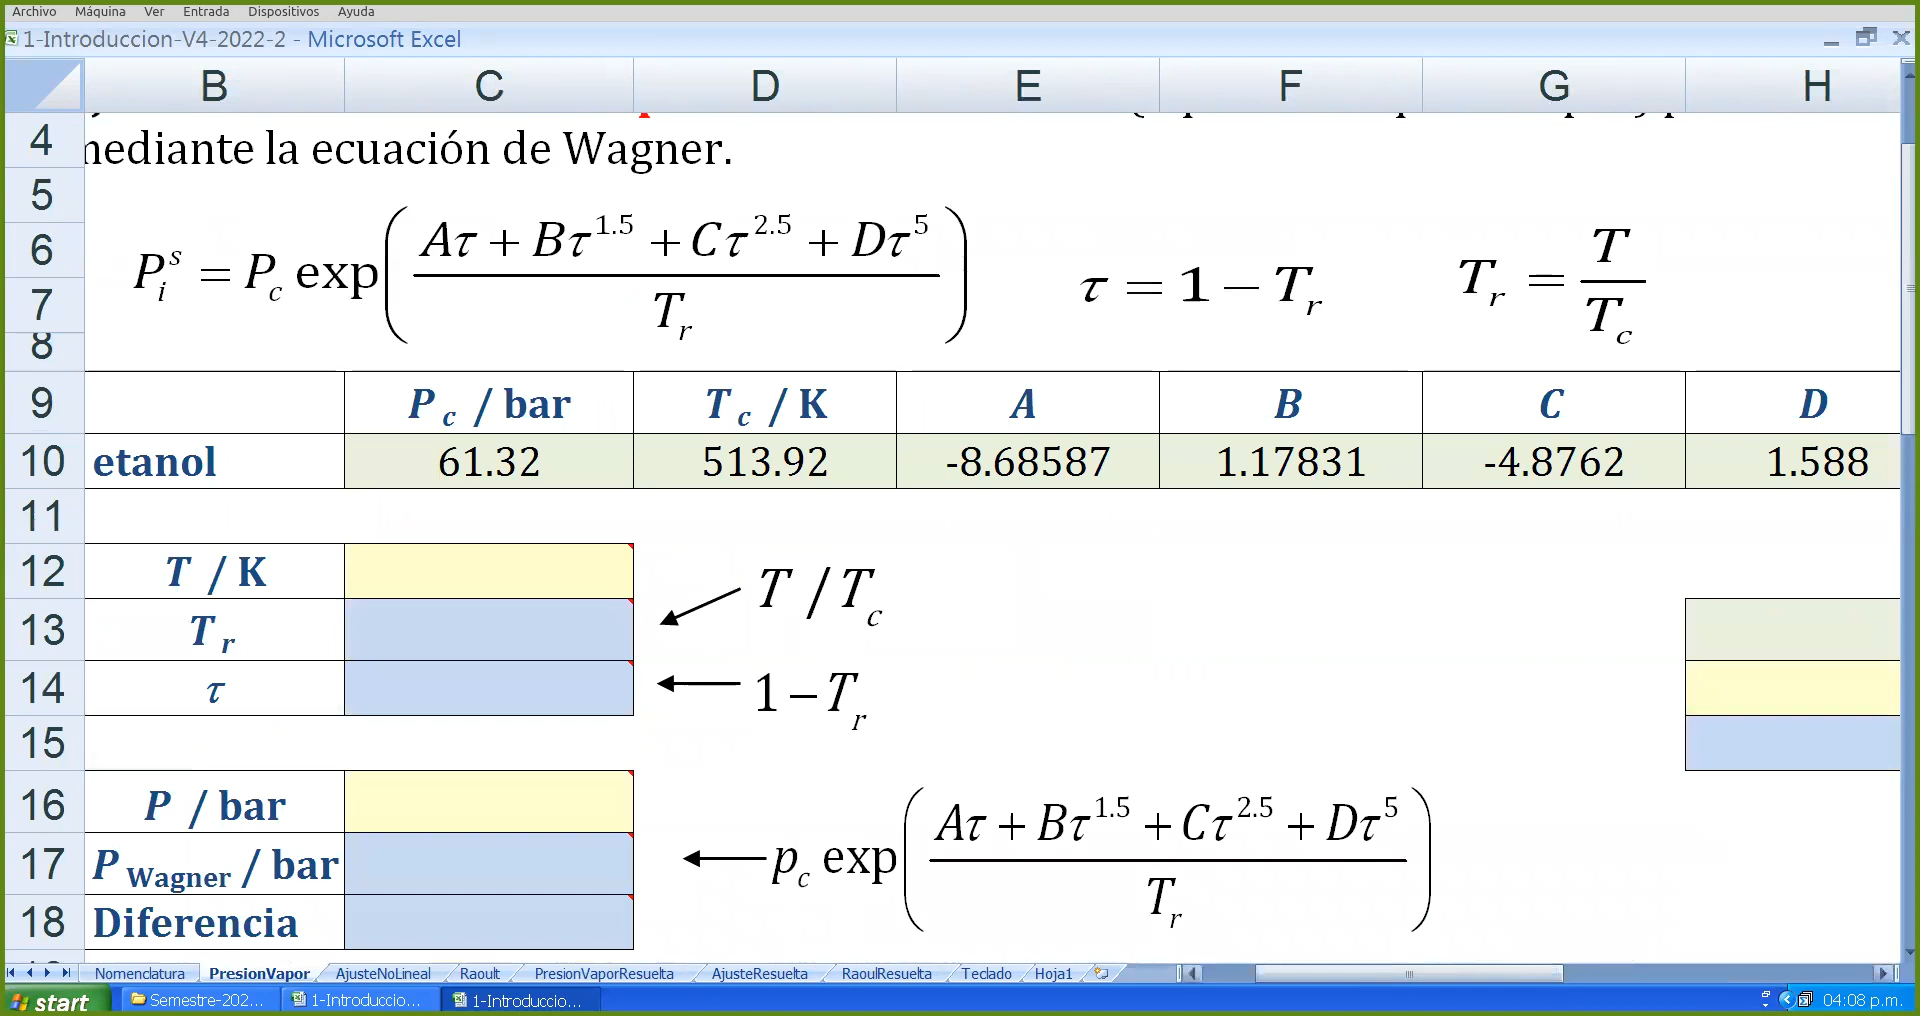 Archivo Máquina Ver Entrada Dispositivos Ayuda
1-Introduccion-V4-2022-2 - Microsoft Excel
B C D E F G H
4 mediante la ecuación de Wagner.
5
6
7
P_i^s = P_c exp((Aτ + Bτ^1.5 + Cτ^2.5 + Dτ^5) / T_r) τ = 1 − T_r T_r = T / T_c
8
9 P_c / bar T_c / K A B C D
10 etanol 61.32 513.92 -8.68587 1.17831 -4.8762 1.588
11
12 T / K
T / T_c
13 T_r
14 τ 1 − T_r
15
16 P / bar
17 P_Wagner / bar p_c exp((Aτ + Bτ^1.5 + Cτ^2.5 + Dτ^5) / T_r)
18 Diferencia
Nomenclatura PresionVapor AjusteNoLineal Raoult PresionVaporResuelta AjusteResuelta RaoulResuelta Teclado Hoja1
start Semestre-202... 1-Introduccio... 1-Introduccio... 04:08 p.m.